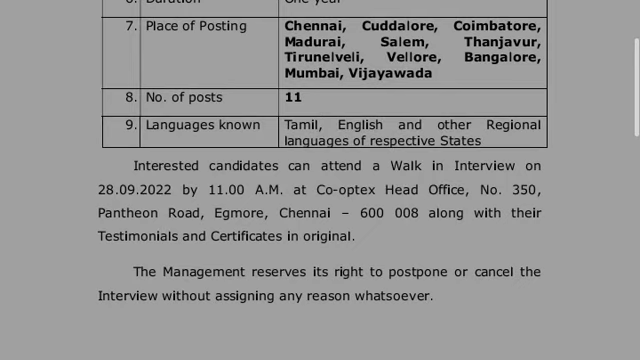 6. Duration One year
7. Place of Posting Chennai, Cuddalore, Coimbatore,
Madurai, Salem, Thanjavur,
Tirunelveli, Vellore, Bangalore,
Mumbai, Vijayawada
8. No. of posts 11
9. Languages known Tamil, English and other Regional
languages of respective States
Interested candidates can attend a Walk in Interview on
28.09.2022 by 11.00 A.M. at Co-optex Head Office, No. 350,
Pantheon Road, Egmore, Chennai – 600 008 along with their
Testimonials and Certificates in original.
The Management reserves its right to postpone or cancel the
Interview without assigning any reason whatsoever.